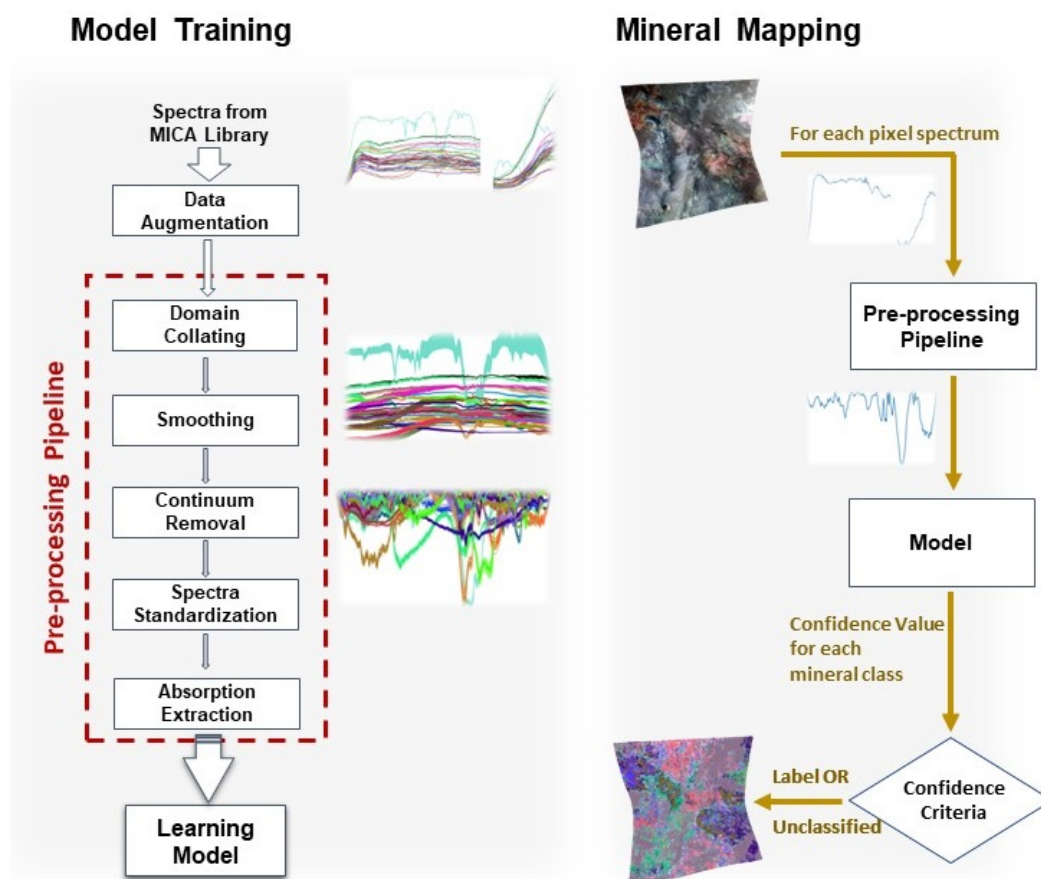 Model Training
Spectra from
MICA Library
Data
Augmentation
Pre-processing Pipeline
Domain
Collating
Smoothing
Continuum
Removal
Spectra
Standardization
Absorption
Extraction
Learning
Model
Mineral Mapping
For each pixel spectrum
Pre-processing
Pipeline
Model
Confidence Value
for each
mineral class
Confidence
Criteria
Label OR
Unclassified